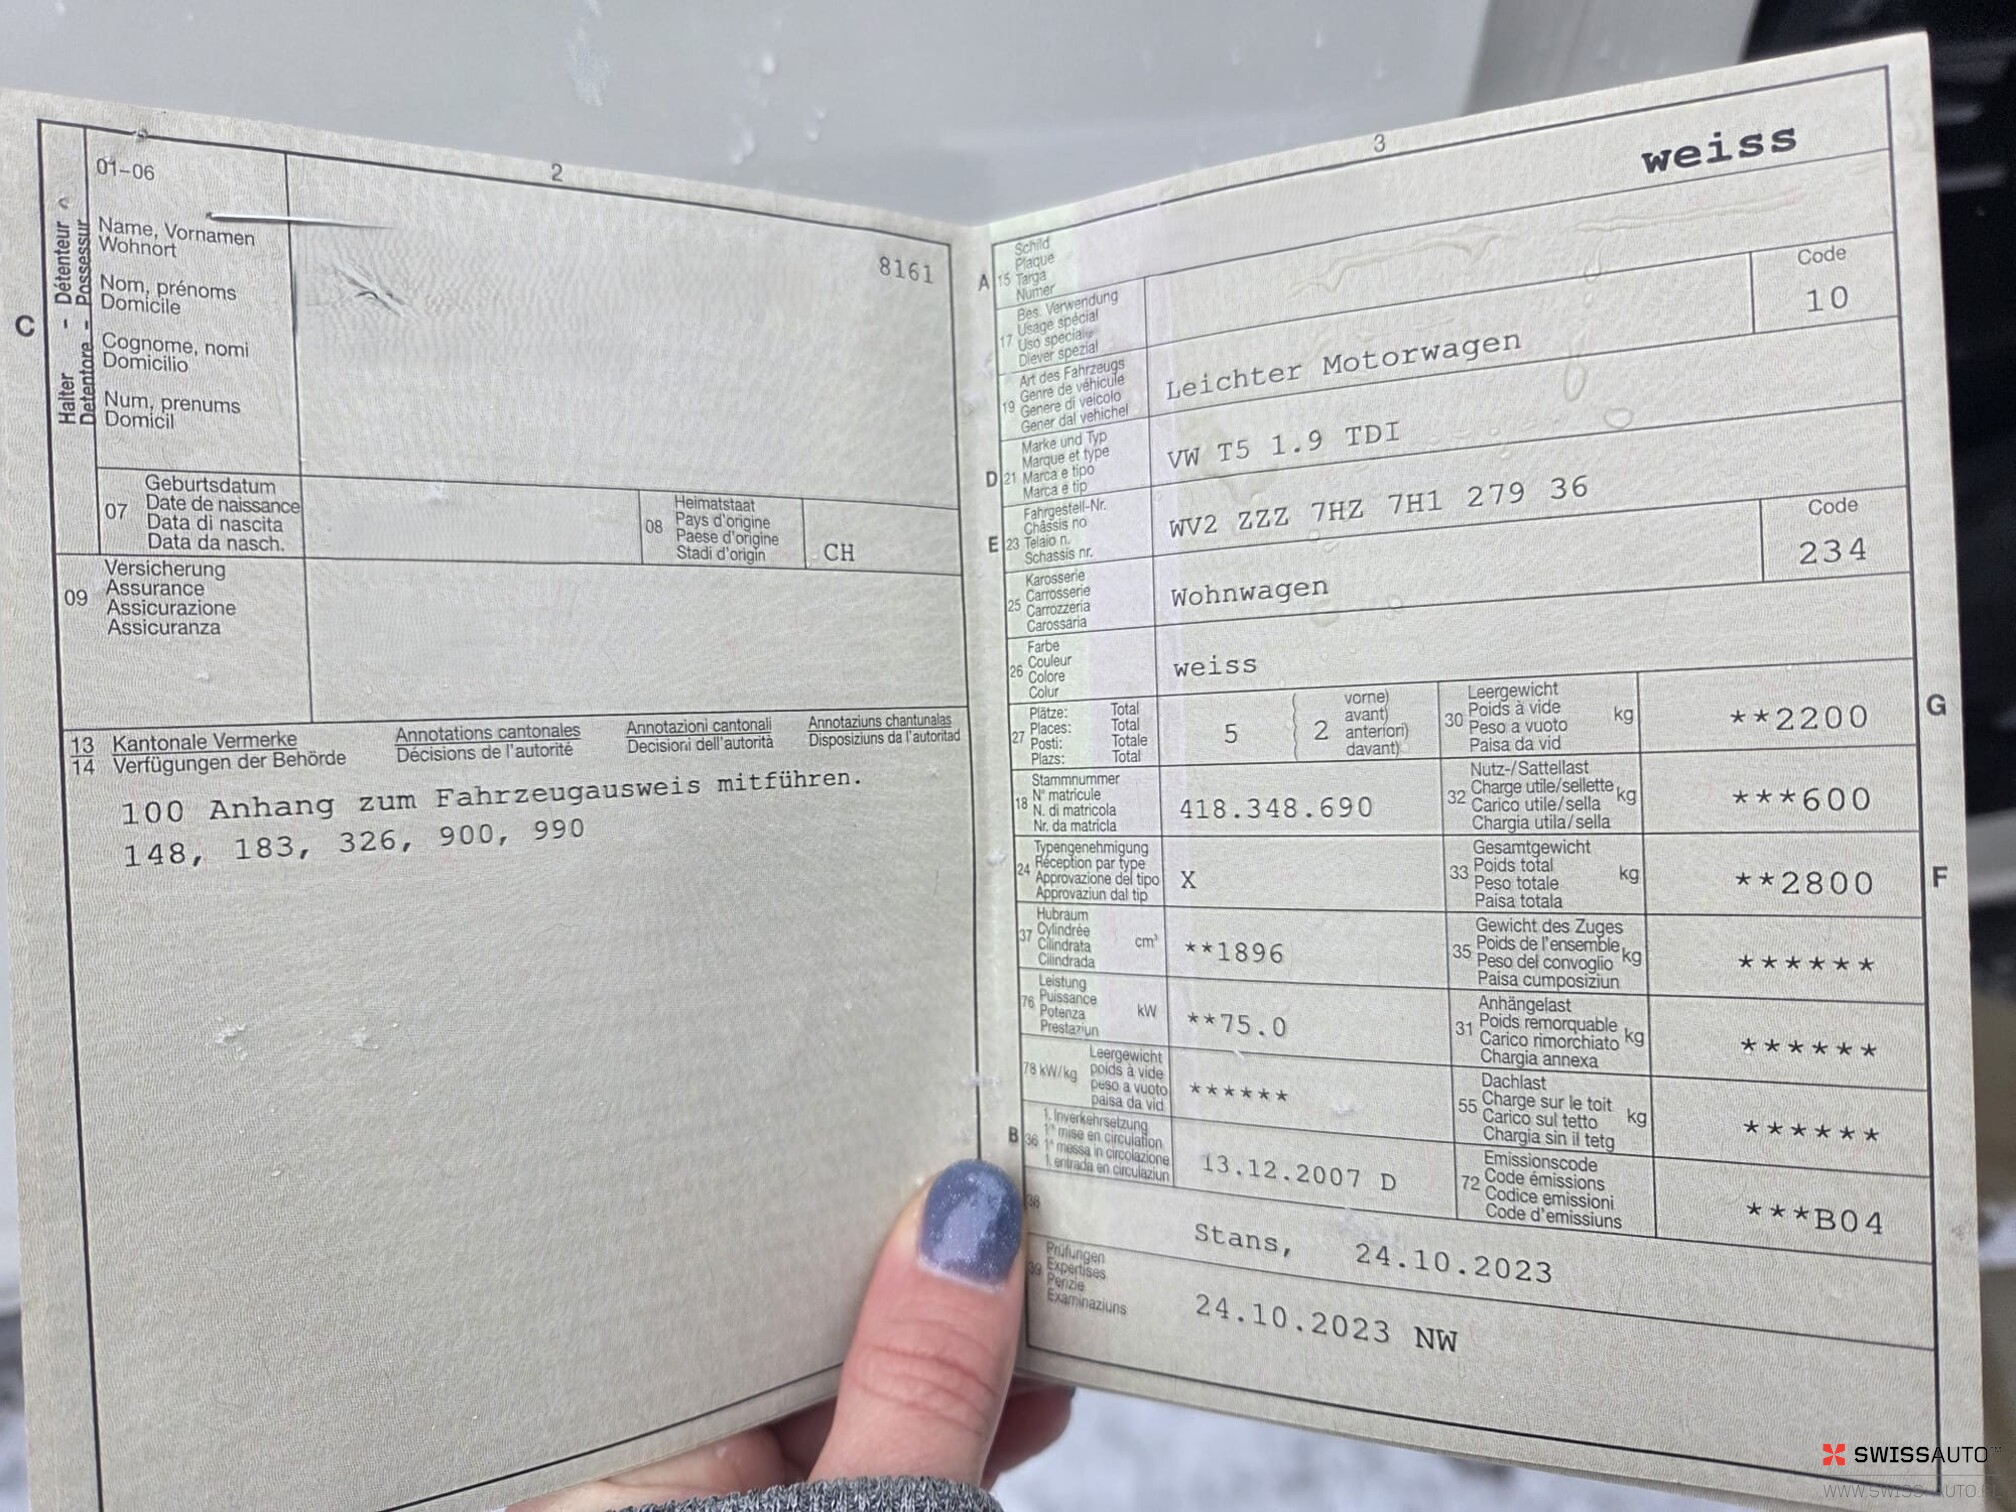 2
C
Halter - Détenteur
Detentore - Possessur
01-06
Name, Vornamen
Wohnort
Nom, prénoms
Domicile
Cognome, nomi
Domicilio
Num, prenums
Domicil
8161
07
Geburtsdatum
Date de naissance
Data di nascita
Data da nasch.
08
Heimatstaat
Pays d'origine
Paese d'origine
Stadi d'origin
CH
09
Versicherung
Assurance
Assicurazione
Assicuranza
13 Kantonale Vermerke Annotations cantonales Annotazioni cantonali Annotaziuns chantunalas
14 Verfügungen der Behörde Décisions de l'autorité Decisioni dell'autorità Disposiziuns da l'autoritad
100 Anhang zum Fahrzeugausweis mitführen.
148, 183, 326, 900, 990
3
weiss
A
15
Schild
Plaque
Targa
Numer
17
Bes. Verwendung
Usage spécial
Uso speciale
Diever spezial
Code
10
19
Art des Fahrzeugs
Genre de véhicule
Genere di veicolo
Gener dal vehichel
Leichter Motorwagen
D
21
Marke und Typ
Marque et type
Marca e tipo
Marca e tip
VW T5 1.9 TDI
E
23
Fahrgestell-Nr.
Châssis no
Telaio n.
Schassis nr.
WV2 ZZZ 7HZ 7H1 279 36
25
Karosserie
Carrosserie
Carrozzeria
Carossaria
Wohnwagen
Code
234
26
Farbe
Couleur
Colore
Colur
weiss
27
Plätze: Total
Places: Total
Posti: Totale
Plazs: Total
5
2
vorne)
avant)
anteriori)
davant)
30
Leergewicht
Poids à vide
Peso a vuoto
Paisa da vid
kg
**2200
G
18
Stammnummer
N° matricule
N. di matricola
Nr. da matricla
418.348.690
32
Nutz-/Sattellast
Charge utile/sellette
Carico utile/sella
Chargia utila/sella
kg
***600
24
Typengenehmigung
Réception par type
Approvazione del tipo
Approvaziun dal tip
X
33
Gesamtgewicht
Poids total
Peso totale
Paisa totala
kg
**2800
F
37
Hubraum
Cylindrée
Cilindrata
Cilindrada
cm³
**1896
35
Gewicht des Zuges
Poids de l'ensemble
Peso del convoglio
Paisa cumposiziun
kg
******
76
Leistung
Puissance
Potenza
Prestaziun
kW
**75.0
31
Anhängelast
Poids remorquable
Carico rimorchiato
Chargia annexa
kg
******
78 kW/kg
Leergewicht
poids à vide
peso a vuoto
paisa da vid
******
55
Dachlast
Charge sur le toit
Carico sul tetto
Chargia sin il tetg
kg
******
B
36
1. Inverkehrsetzung
1ᵉ mise en circulation
1ᵃ messa in circolazione
1. entrada en circulaziun
13.12.2007 D
72
Emissionscode
Code émissions
Codice emissioni
Code d'emissiuns
***B04
38
Stans, 24.10.2023
39
Prüfungen
Expertises
Perizie
Examinaziuns
24.10.2023 NW
SWISSAUTO™